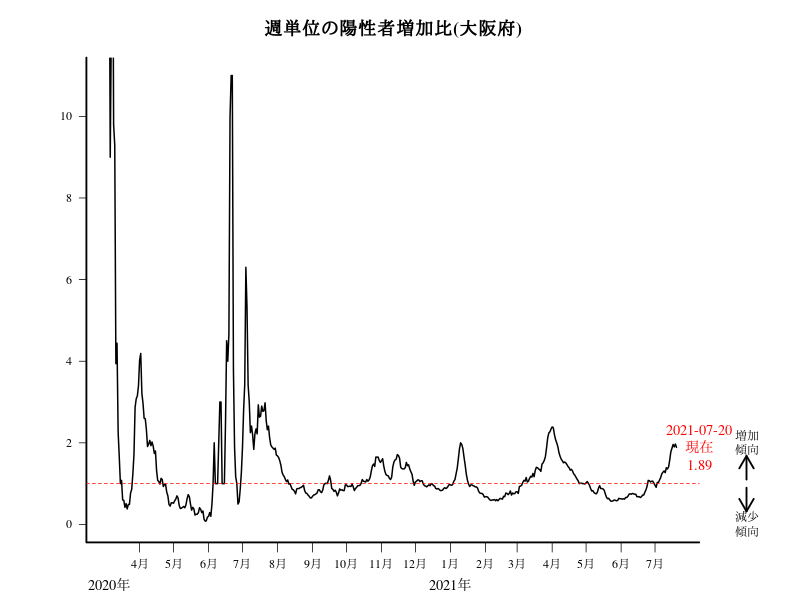 週単位の陽性者増加比(大阪府)
10
8
6
4
2
0
2021-07-20
現在
1.89
増加
傾向
減少
傾向
4月 5月 6月 7月 8月 9月 10月 11月 12月 1月 2月 3月 4月 5月 6月 7月
2020年 2021年